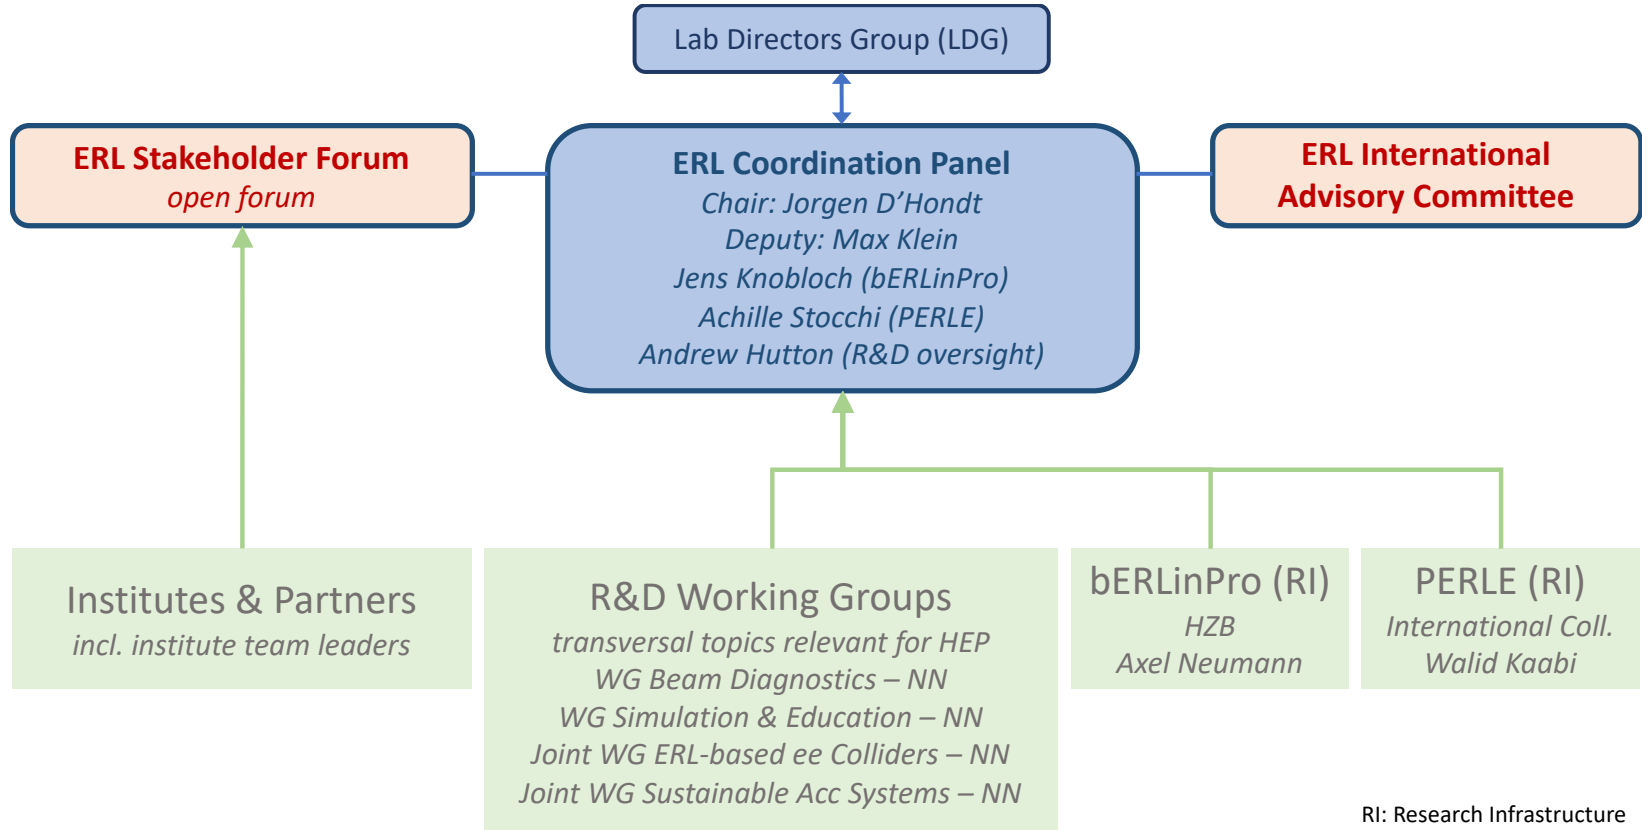 Lab Directors Group (LDG)
ERL Stakeholder Forum
open forum
ERL Coordination Panel
Chair: Jorgen D’Hondt
Deputy: Max Klein
Jens Knobloch (bERLinPro)
Achille Stocchi (PERLE)
Andrew Hutton (R&D oversight)
ERL International
Advisory Committee
Institutes & Partners
incl. institute team leaders
R&D Working Groups
transversal topics relevant for HEP
WG Beam Diagnostics – NN
WG Simulation & Education – NN
Joint WG ERL-based ee Colliders – NN
Joint WG Sustainable Acc Systems – NN
bERLinPro (RI)
HZB
Axel Neumann
PERLE (RI)
International Coll.
Walid Kaabi
RI: Research Infrastructure